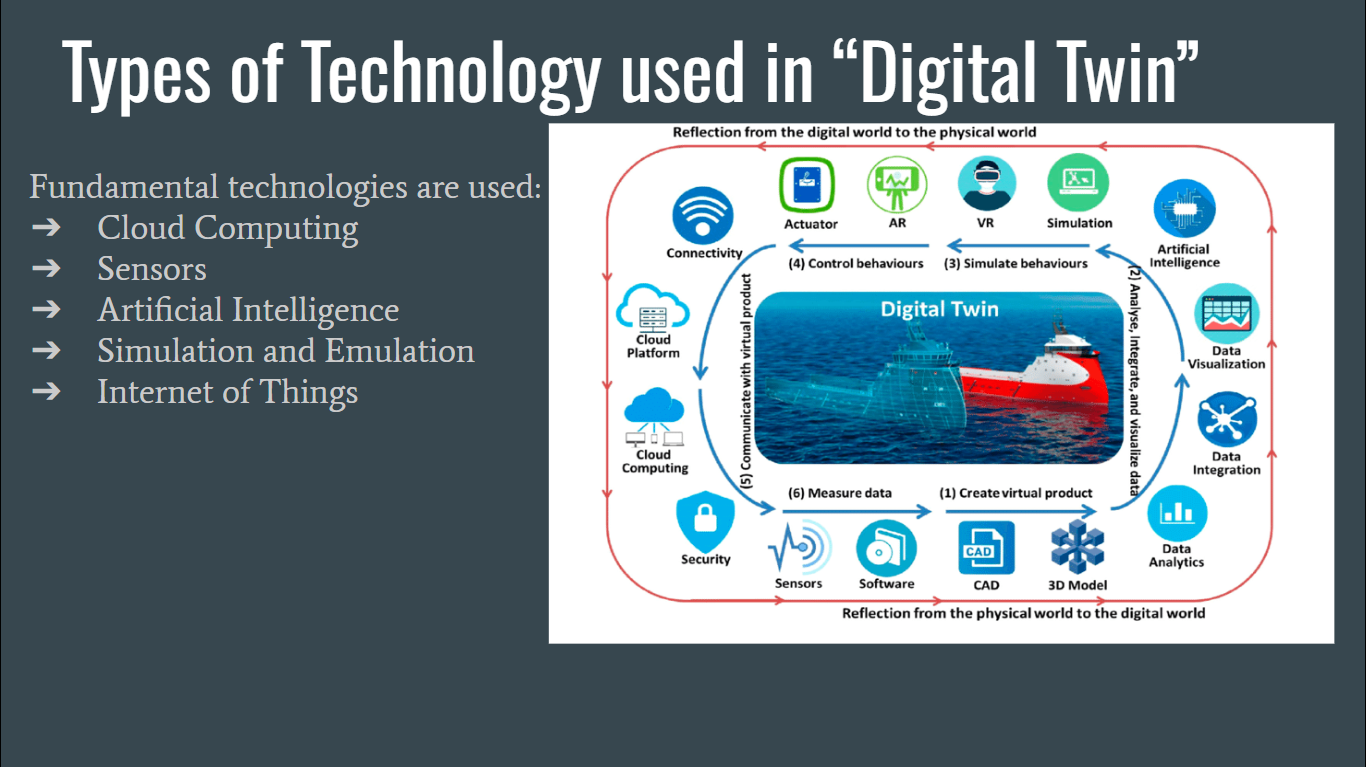 Types of Technology used in “Digital Twin”
Fundamental technologies are used:
➔ Cloud Computing
➔ Sensors
➔ Artificial Intelligence
➔ Simulation and Emulation
➔ Internet of Things
Reflection from the digital world to the physical world
Actuator
AR
VR
Simulation
Connectivity
Artificial
Intelligence
(4) Control behaviours
(3) Simulate behaviours
(5) Communicate with virtual product
Digital Twin
(2) Analyse, Integrate, and visualize data
Cloud
Platform
Data
Visualization
Cloud
Computing
Data
Integration
(6) Measure data
(1) Create virtual product
Security
Sensors
Software
CAD
CAD
3D Model
Data
Analytics
Reflection from the physical world to the digital world